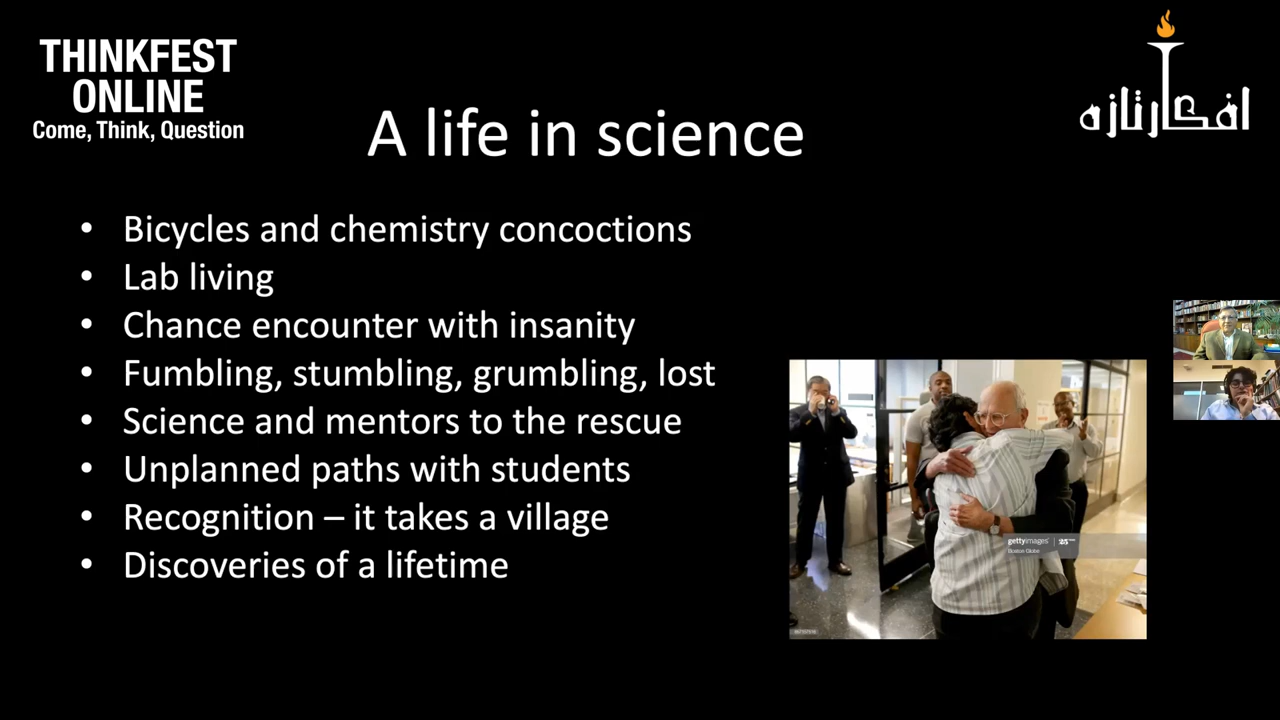 THINKFEST
ONLINE
Come, Think, Question
افکارتازہ
A life in science
• Bicycles and chemistry concoctions
• Lab living
• Chance encounter with insanity
• Fumbling, stumbling, grumbling, lost
• Science and mentors to the rescue
• Unplanned paths with students
• Recognition – it takes a village
• Discoveries of a lifetime
gettyimages
Boston Globe